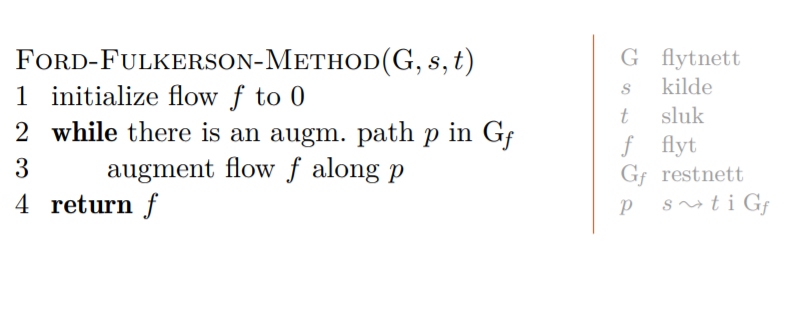 FORD-FULKERSON-METHOD(G, s, t)
1 initialize flow f to 0
2 while there is an augm. path p in G_f
3 augment flow f along p
4 return f
G flytnett
s kilde
t sluk
f flyt
G_f restnett
p s ⇝ t i G_f